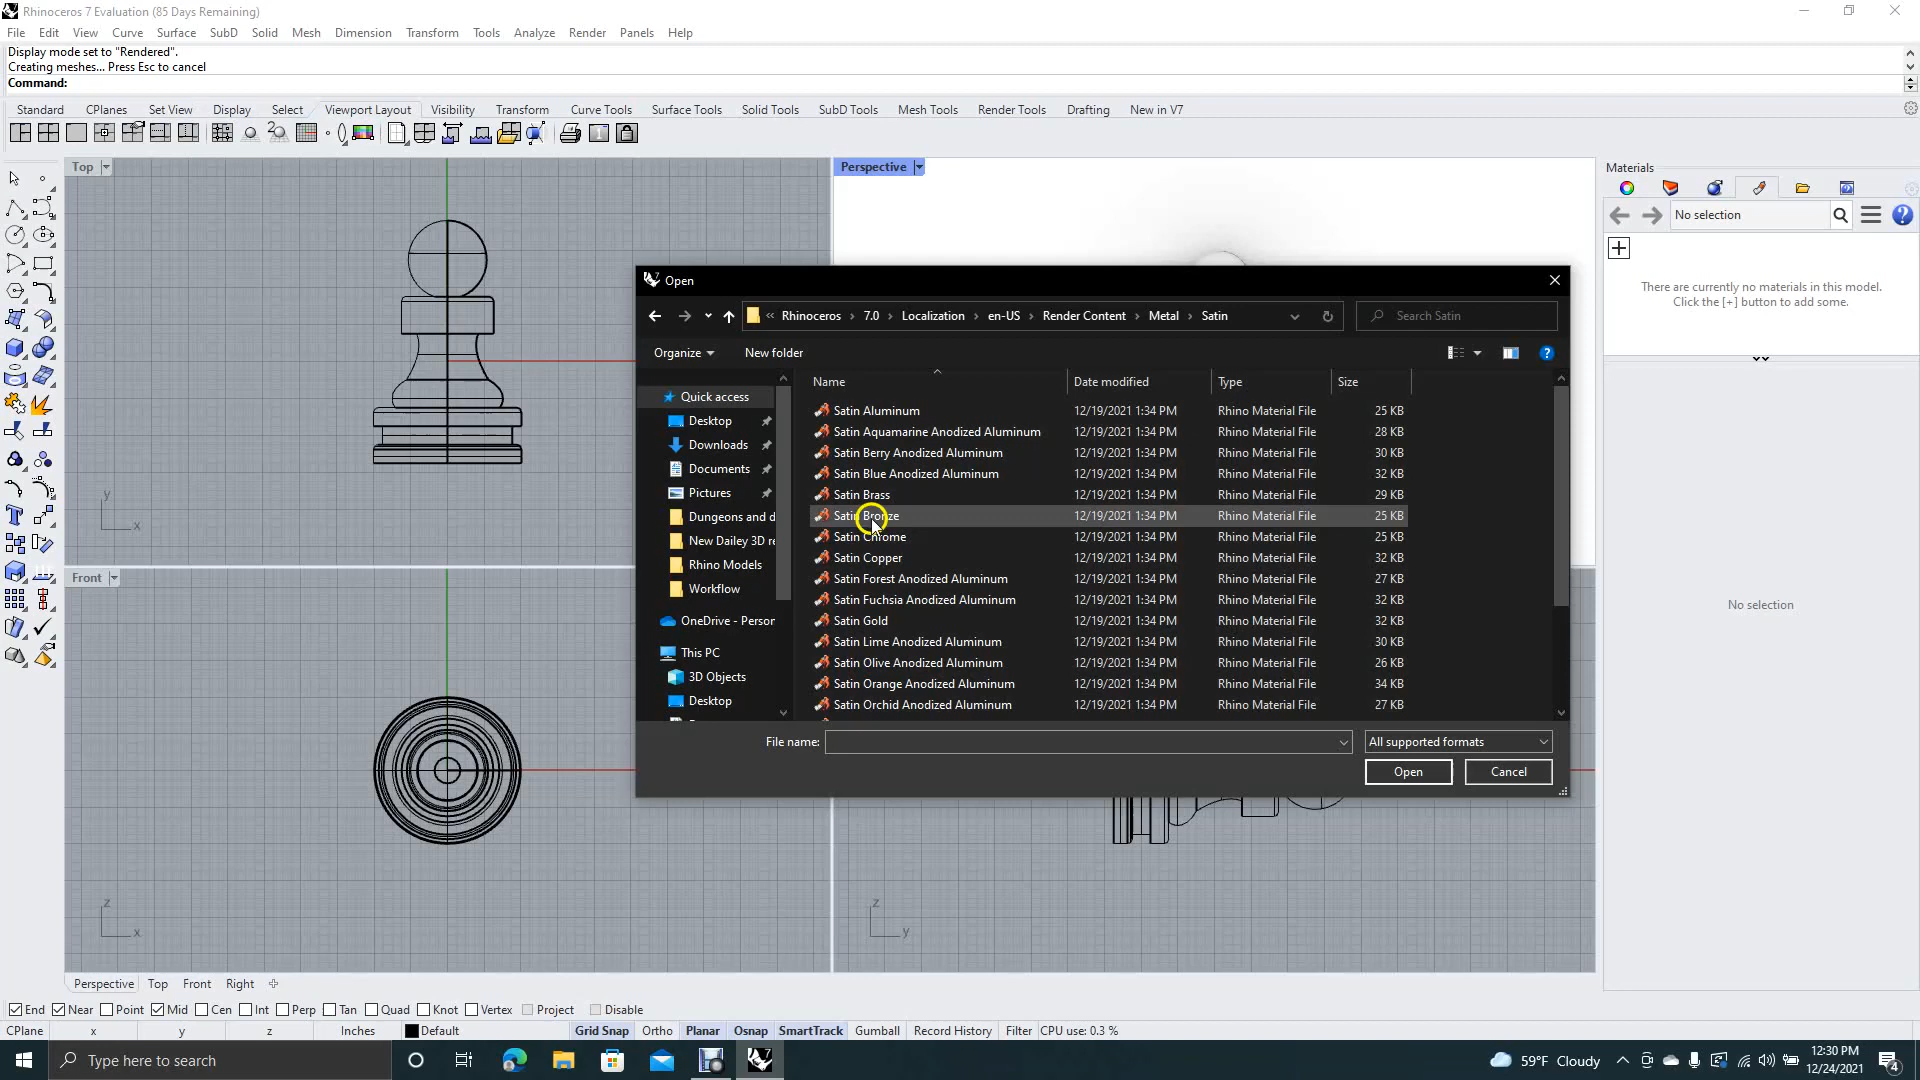 Rhinoceros 7 Evaluation (85 Days Remaining)
File Edit View Curve Surface SubD Solid Mesh Dimension Transform Tools Analyze Render Panels Help
Display mode set to "Rendered".
Creating meshes... Press Esc to cancel
Command:
Standard CPlanes Set View Display Select Viewport Layout Visibility Transform Curve Tools Surface Tools Solid Tools SubD Tools Mesh Tools Render Tools Drafting New in V7
Top
Perspective
Materials
No selection
There are currently no materials in this model.
Click the [+] button to add some.
No selection
Open
« Rhinoceros › 7.0 › Localization › en-US › Render Content › Metal › Satin
Search Satin
Organize New folder
Quick access
Desktop
Downloads
Documents
Pictures
Dungeons and d
New Dailey 3D re
Rhino Models
Workflow
OneDrive - Person
This PC
3D Objects
Desktop
Name Date modified Type Size
Satin Aluminum 12/19/2021 1:34 PM Rhino Material File 25 KB
Satin Aquamarine Anodized Aluminum 12/19/2021 1:34 PM Rhino Material File 28 KB
Satin Berry Anodized Aluminum 12/19/2021 1:34 PM Rhino Material File 30 KB
Satin Blue Anodized Aluminum 12/19/2021 1:34 PM Rhino Material File 32 KB
Satin Brass 12/19/2021 1:34 PM Rhino Material File 29 KB
Satin Bronze 12/19/2021 1:34 PM Rhino Material File 25 KB
Satin Chrome 12/19/2021 1:34 PM Rhino Material File 25 KB
Satin Copper 12/19/2021 1:34 PM Rhino Material File 32 KB
Satin Forest Anodized Aluminum 12/19/2021 1:34 PM Rhino Material File 27 KB
Satin Fuchsia Anodized Aluminum 12/19/2021 1:34 PM Rhino Material File 32 KB
Satin Gold 12/19/2021 1:34 PM Rhino Material File 32 KB
Satin Lime Anodized Aluminum 12/19/2021 1:34 PM Rhino Material File 30 KB
Satin Olive Anodized Aluminum 12/19/2021 1:34 PM Rhino Material File 26 KB
Satin Orange Anodized Aluminum 12/19/2021 1:34 PM Rhino Material File 34 KB
Satin Orchid Anodized Aluminum 12/19/2021 1:34 PM Rhino Material File 27 KB
File name: All supported formats
Open Cancel
y
x
Front
z
x
z
y
Perspective Top Front Right
End Near Point Mid Cen Int Perp Tan Quad Knot Vertex Project Disable
CPlane x y z Inches Default Grid Snap Ortho Planar Osnap SmartTrack Gumball Record History Filter CPU use: 0.3 %
Type here to search
59°F Cloudy
12:30 PM
12/24/2021
4